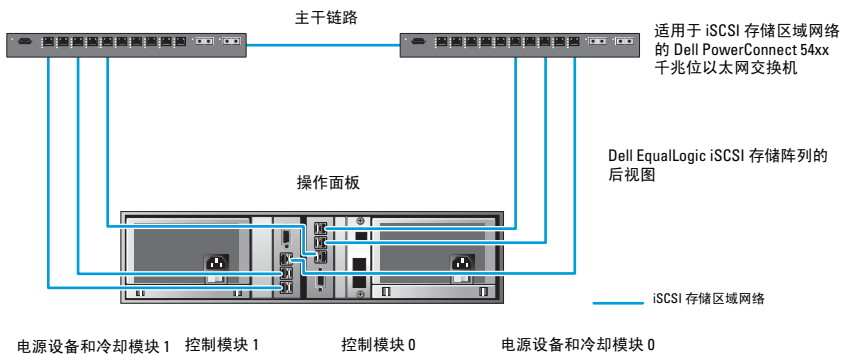 主干链路
适用于 iSCSI 存储区域网络
的 Dell PowerConnect 54xx
千兆位以太网交换机
Dell EqualLogic iSCSI 存储阵列的
后视图
操作面板
iSCSI 存储区域网络
电源设备和冷却模块 1 控制模块 1 控制模块 0 电源设备和冷却模块 0